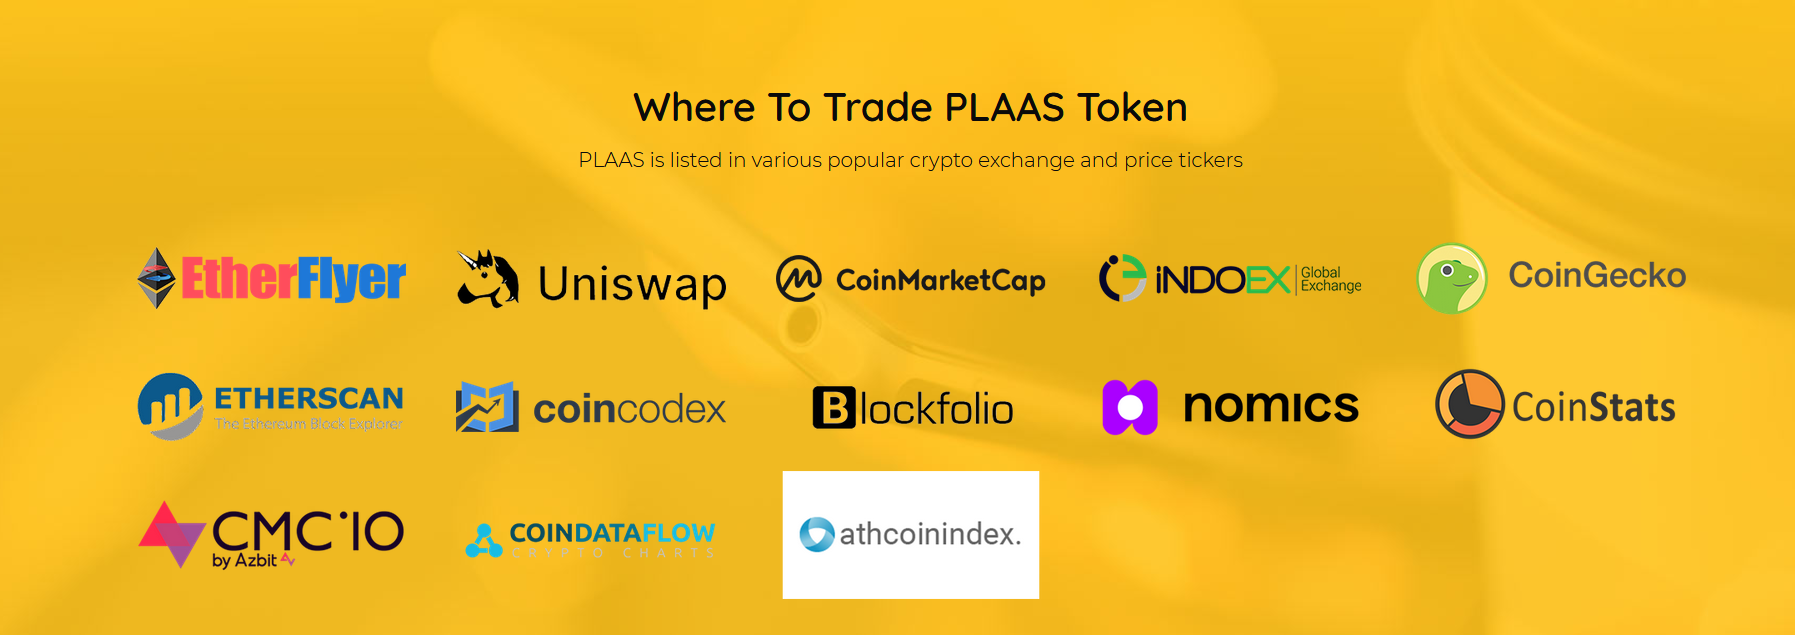 Where To Trade PLAAS Token
PLAAS is listed in various popular crypto exchange and price tickers
EtherFlyer
Uniswap
CoinMarketCap
iNDOEX Global
Exchange
CoinGecko
ETHERSCAN
The Ethereum Block Explorer
coincodex
Blockfolio
nomics
CoinStats
CMC·IO
by Azbit
COINDATAFLOW
CRYPTO CHARTS
athcoinindex.